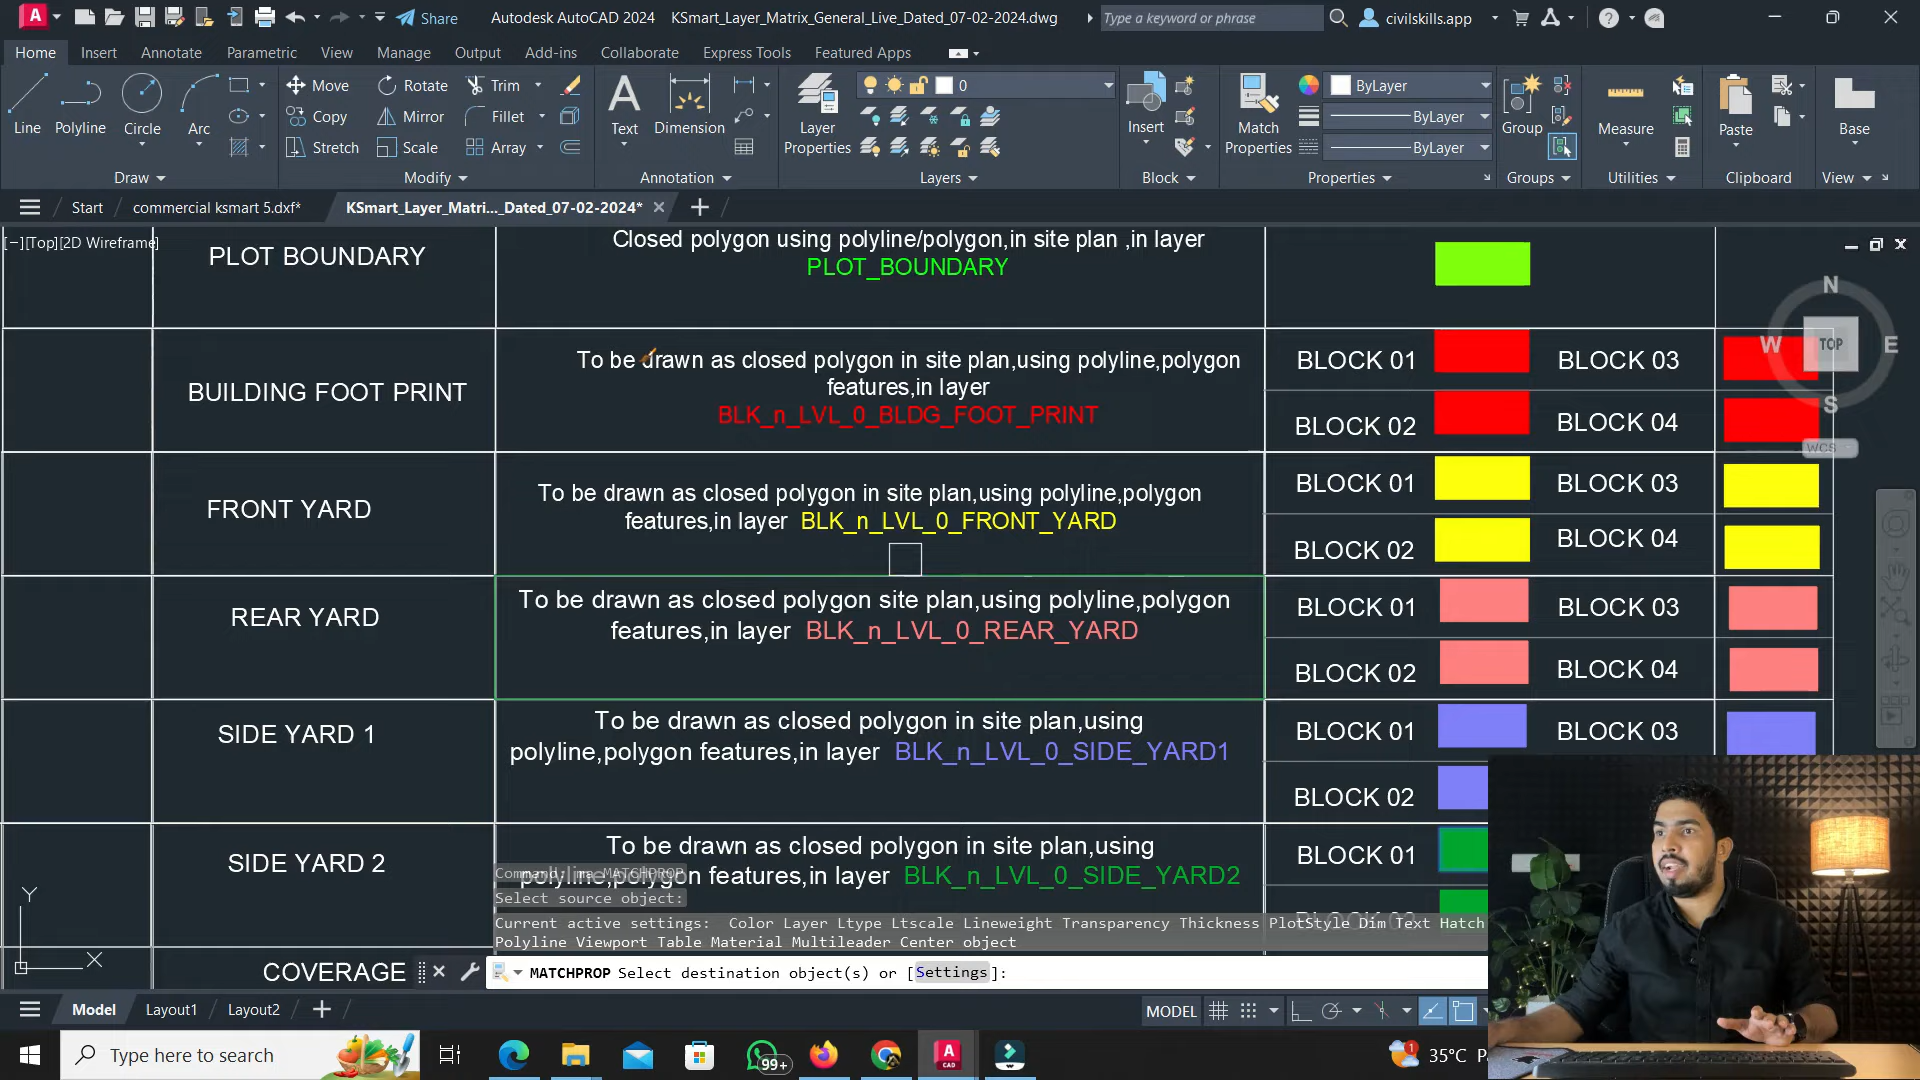 Share
Autodesk AutoCAD 2024 KSmart_Layer_Matrix_General_Live_Dated_07-02-2024.dwg
Type a keyword or phrase
civilskills.app
Home Insert Annotate Parametric View Manage Output Add-ins Collaborate Express Tools Featured Apps
Line Polyline Circle Arc
Draw
Move Rotate Trim
Copy Mirror Fillet
Stretch Scale Array
Modify
Text Dimension
Annotation
Layer Properties
0
Layers
Insert
Block
Match Properties
ByLayer
ByLayer
ByLayer
Properties
Group
Groups
Measure
Utilities
Paste
Clipboard
Base
View
Start commercial ksmart 5.dxf* KSmart_Layer_Matri..._Dated_07-02-2024*
[−][Top][2D Wireframe]
PLOT BOUNDARY
Closed polygon using polyline/polygon,in site plan ,in layer
PLOT_BOUNDARY
BUILDING FOOT PRINT
To be drawn as closed polygon in site plan,using polyline,polygon
features,in layer
BLK_n_LVL_0_BLDG_FOOT_PRINT
BLOCK 01 BLOCK 03
BLOCK 02 BLOCK 04
FRONT YARD
To be drawn as closed polygon in site plan,using polyline,polygon
features,in layer BLK_n_LVL_0_FRONT_YARD
BLOCK 01 BLOCK 03
BLOCK 02 BLOCK 04
REAR YARD
To be drawn as closed polygon site plan,using polyline,polygon
features,in layer BLK_n_LVL_0_REAR_YARD
BLOCK 01 BLOCK 03
BLOCK 02 BLOCK 04
SIDE YARD 1
To be drawn as closed polygon in site plan,using
polyline,polygon features,in layer BLK_n_LVL_0_SIDE_YARD1
BLOCK 01 BLOCK 03
BLOCK 02
SIDE YARD 2
To be drawn as closed polygon in site plan,using
polyline,polygon features,in layer BLK_n_LVL_0_SIDE_YARD2
BLOCK 01
COVERAGE
N
W TOP E
S
WCS
Y
X
Command: ma MATCHPROP
Select source object:
Current active settings: Color Layer Ltype Ltscale Lineweight Transparency Thickness PlotStyle Dim Text Hatch
Polyline Viewport Table Material Multileader Center object
MATCHPROP Select destination object(s) or [Settings]:
Model Layout1 Layout2
MODEL
Type here to search
99+
A CAD
1
35°C